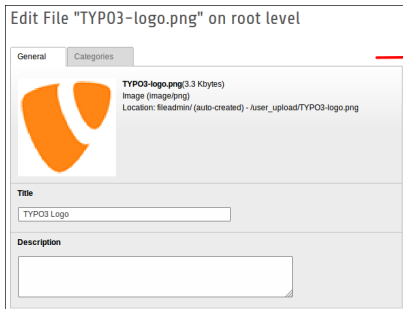 Edit File "TYPO3-logo.png" on root level
General
Categories
TYPO3-logo.png(3.3 Kbytes)
Image (image/png)
Location: fileadmin/ (auto-created) - /user_upload/TYPO3-logo.png
Title
TYPO3 Logo
Description